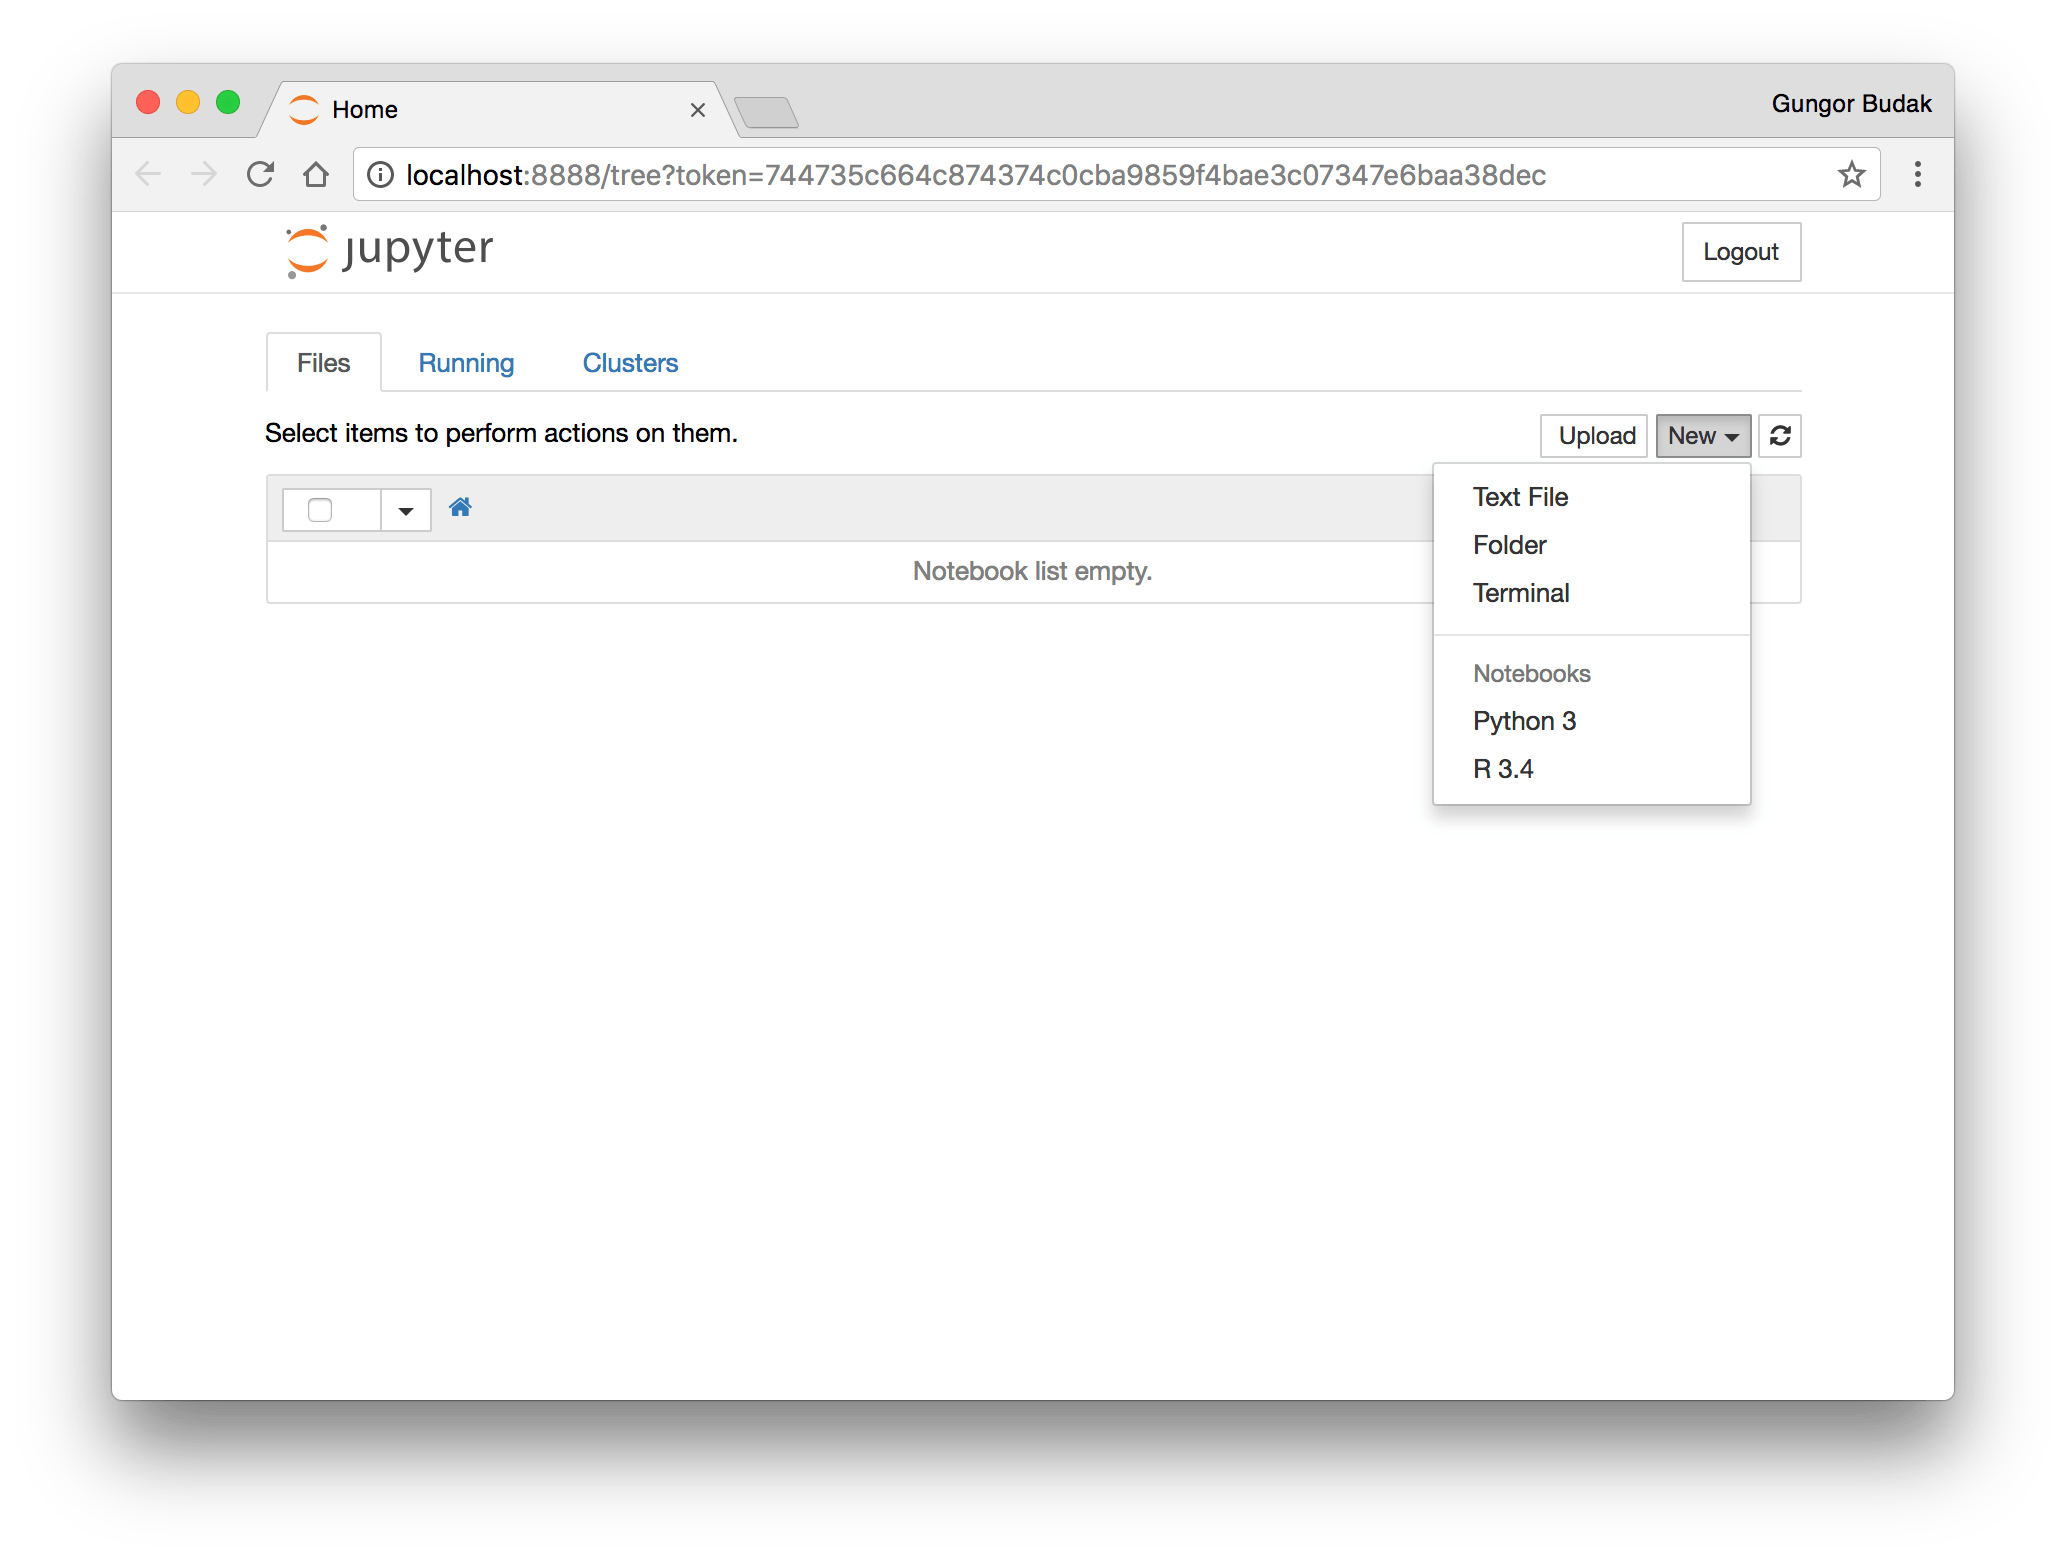 Home
Gungor Budak
localhost:8888/tree?token=744735c664c874374c0cba9859f4bae3c07347e6baa38dec
jupyter
Logout
Files Running Clusters
Select items to perform actions on them.
Upload New
Notebook list empty.
Text File
Folder
Terminal
Notebooks
Python 3
R 3.4